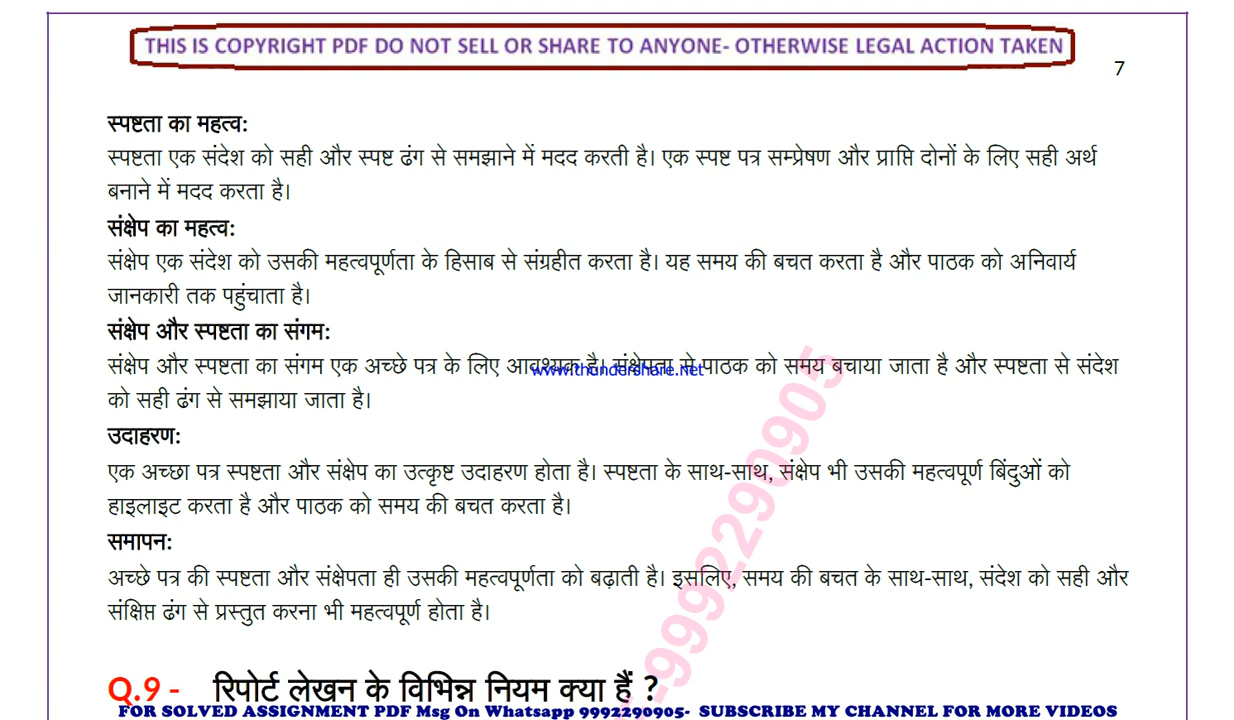 THIS IS COPYRIGHT PDF DO NOT SELL OR SHARE TO ANYONE- OTHERWISE LEGAL ACTION TAKEN
7
स्पष्टता का महत्व:
स्पष्टता एक संदेश को सही और स्पष्ट ढंग से समझाने में मदद करती है। एक स्पष्ट पत्र सम्प्रेषण और प्राप्ति दोनों के लिए सही अर्थ
बनाने में मदद करता है।
संक्षेप का महत्व:
संक्षेप एक संदेश को उसकी महत्वपूर्णता के हिसाब से संग्रहीत करता है। यह समय की बचत करता है और पाठक को अनिवार्य
जानकारी तक पहुंचाता है।
संक्षेप और स्पष्टता का संगम:
संक्षेप और स्पष्टता का संगम एक अच्छे पत्र के लिए आवश्यक है। संक्षेपता से पाठक को समय बचाया जाता है और स्पष्टता से संदेश
www.thundershare.net
को सही ढंग से समझाया जाता है।
उदाहरण:
एक अच्छा पत्र स्पष्टता और संक्षेप का उत्कृष्ट उदाहरण होता है। स्पष्टता के साथ-साथ, संक्षेप भी उसकी महत्वपूर्ण बिंदुओं को
हाइलाइट करता है और पाठक को समय की बचत करता है।
समापन:
अच्छे पत्र की स्पष्टता और संक्षेपता ही उसकी महत्वपूर्णता को बढ़ाती है। इसलिए, समय की बचत के साथ-साथ, संदेश को सही और
संक्षिप्त ढंग से प्रस्तुत करना भी महत्वपूर्ण होता है।
-9992290905
Q.9 - रिपोर्ट लेखन के विभिन्न नियम क्या हैं ?
FOR SOLVED ASSIGNMENT PDF Msg On Whatsapp 9992290905- SUBSCRIBE MY CHANNEL FOR MORE VIDEOS